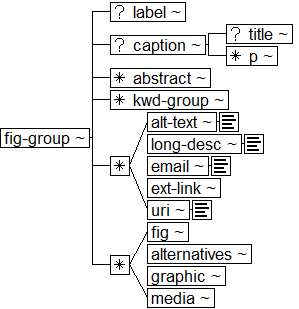 ? label ~
? caption ~
? title ~
* p ~
* abstract ~
* kwd-group ~
fig-group ~
*
alt-text ~
long-desc ~
email ~
ext-link ~
uri ~
*
fig ~
alternatives ~
graphic ~
media ~